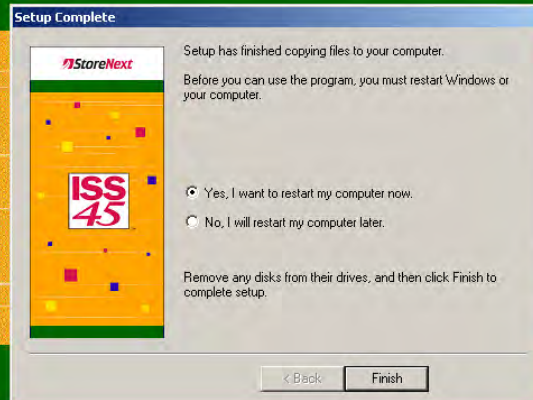 Setup Complete
StoreNext
Setup has finished copying files to your computer.
Before you can use the program, you must restart Windows or
your computer.
ISS
45
Yes, I want to restart my computer now.
No, I will restart my computer later.
Remove any disks from their drives, and then click Finish to
complete setup.
< Back
Finish